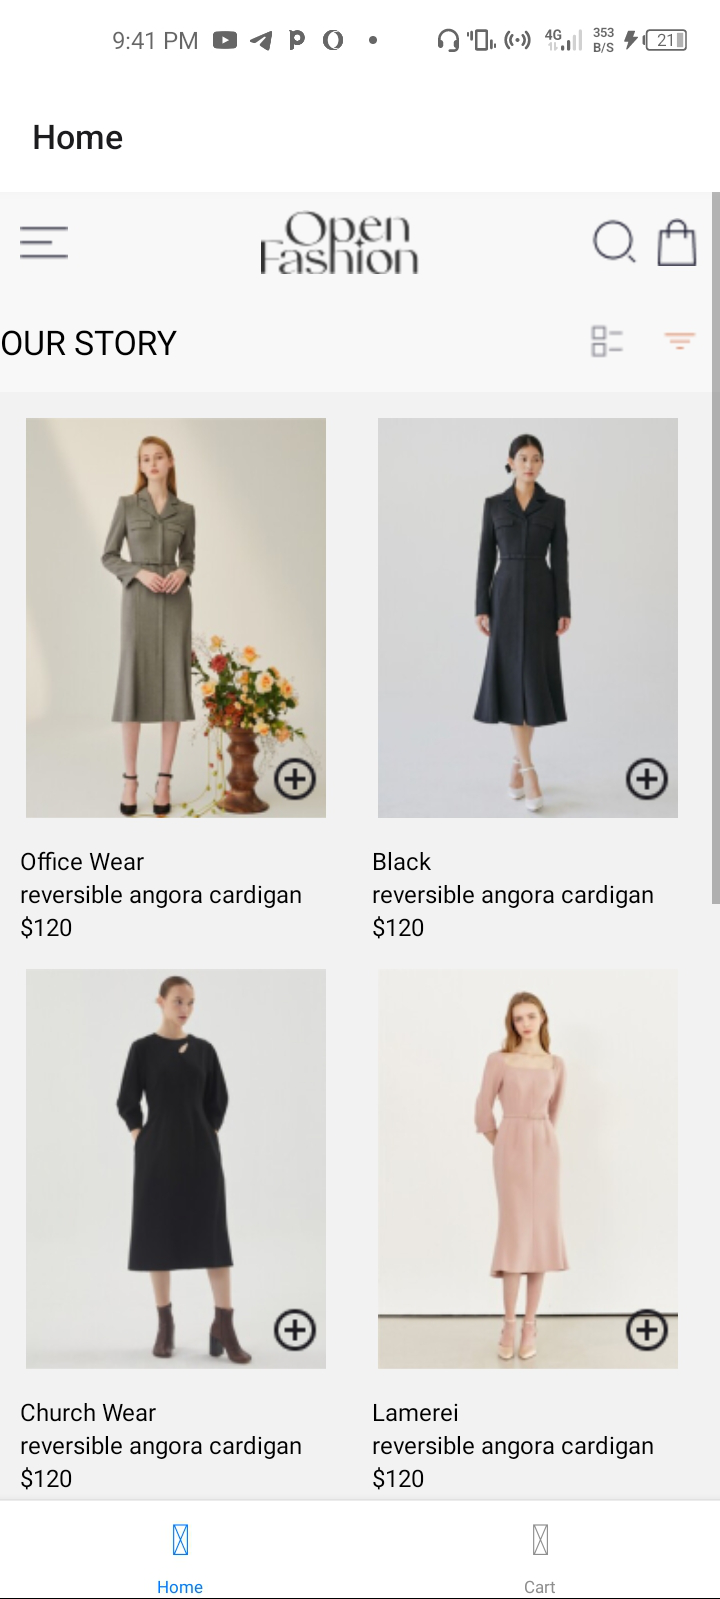 9:41 PM 4G 353 B/S 21
Home
Open
Fashion
OUR STORY
Office Wear
reversible angora cardigan
$120
Black
reversible angora cardigan
$120
Church Wear
reversible angora cardigan
$120
Lamerei
reversible angora cardigan
$120
Home
Cart